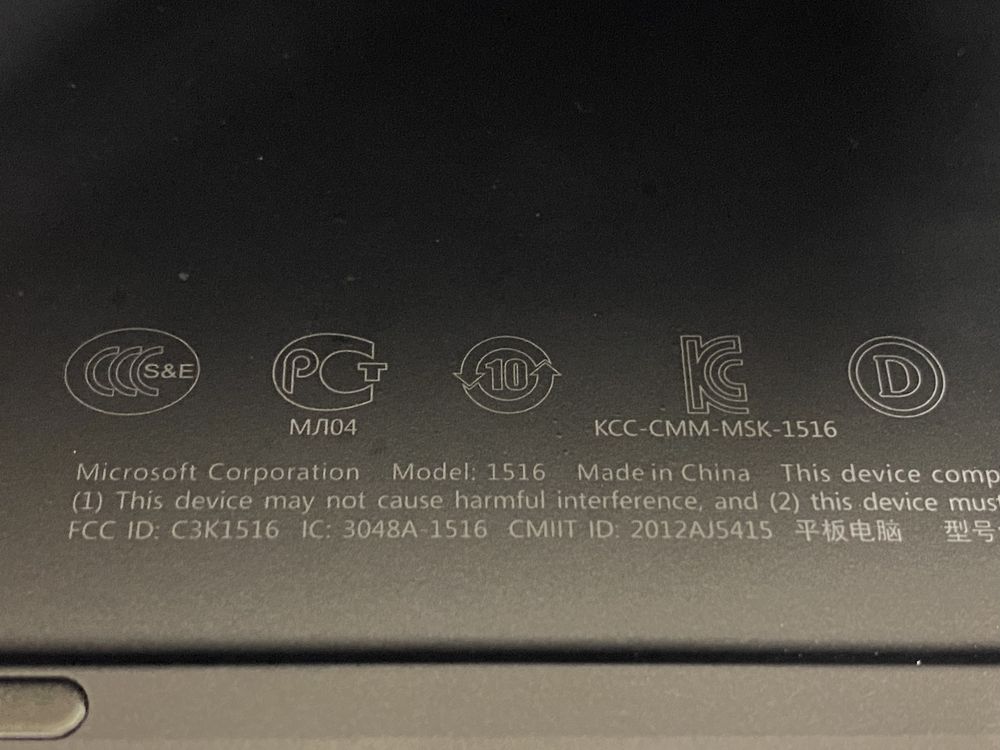 S&E PCT 10 KC D
МЛ04 KCC-CMM-MSK-1516
Microsoft Corporation Model: 1516 Made in China This device comp
(1) This device may not cause harmful interference, and (2) this device mus
FCC ID: C3K1516 IC: 3048A-1516 CMIIT ID: 2012AJ5415 平板电脑 型号